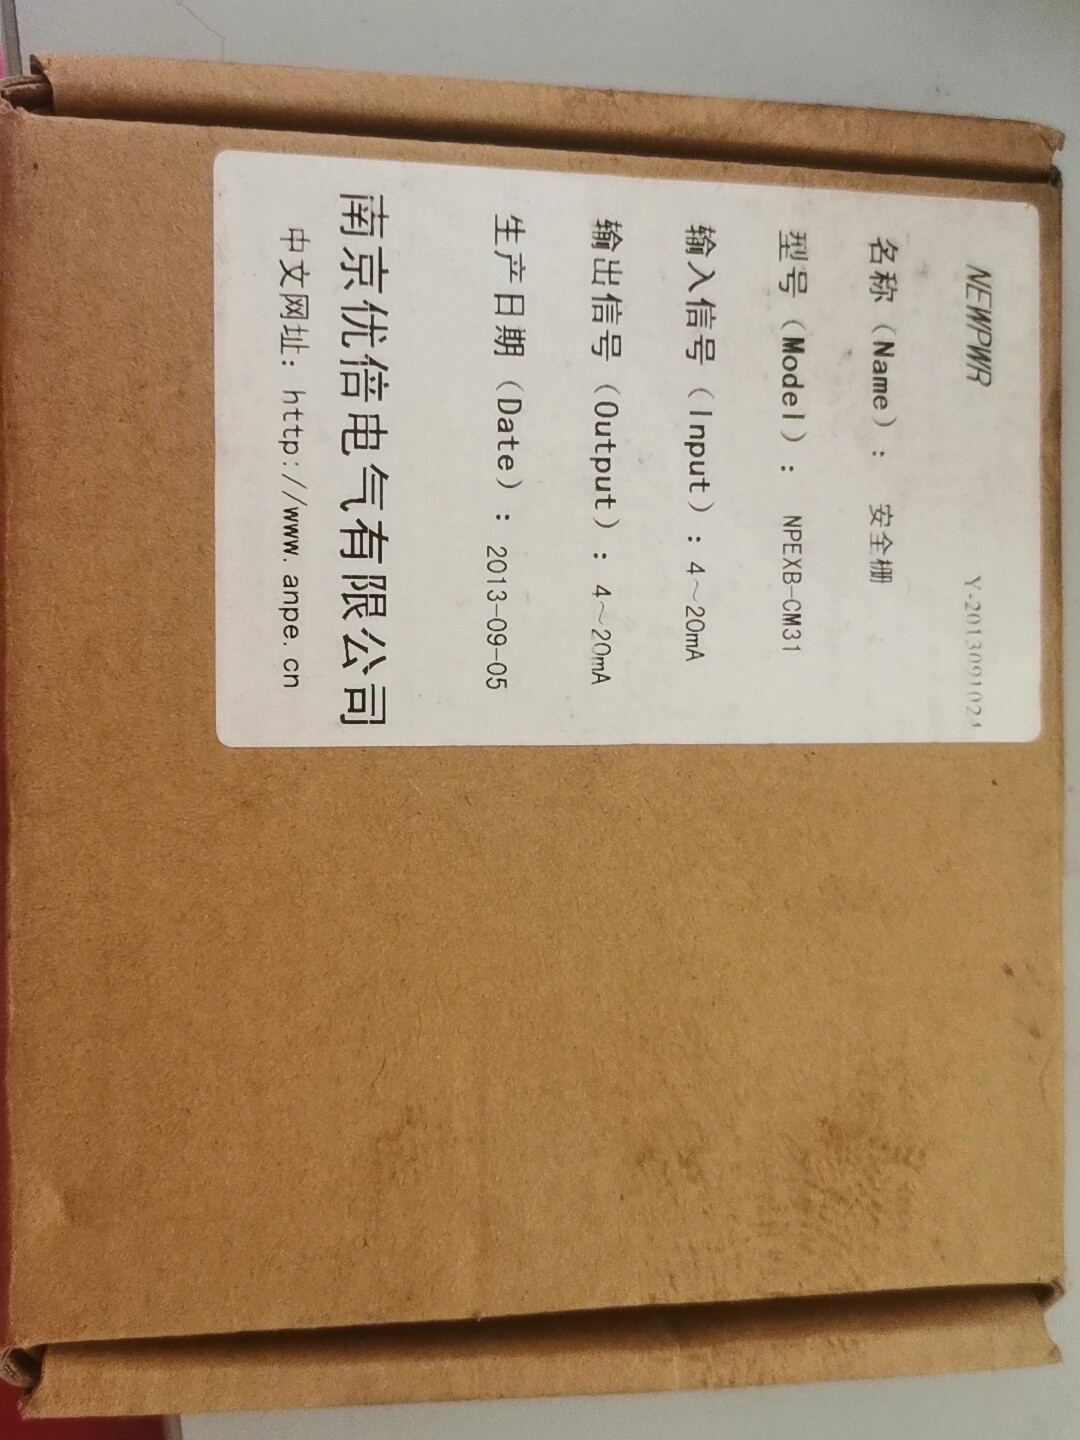 NEWPWR Y-2013091024
名称（Name）： 安全栅
型号（Model）： NPEXB-CM31
输入信号（Input）：4～20mA
输出信号（Output）：4～20mA
生产日期（Date）：2013-09-05
南京优倍电气有限公司
中文网址：http://www.anpe.cn